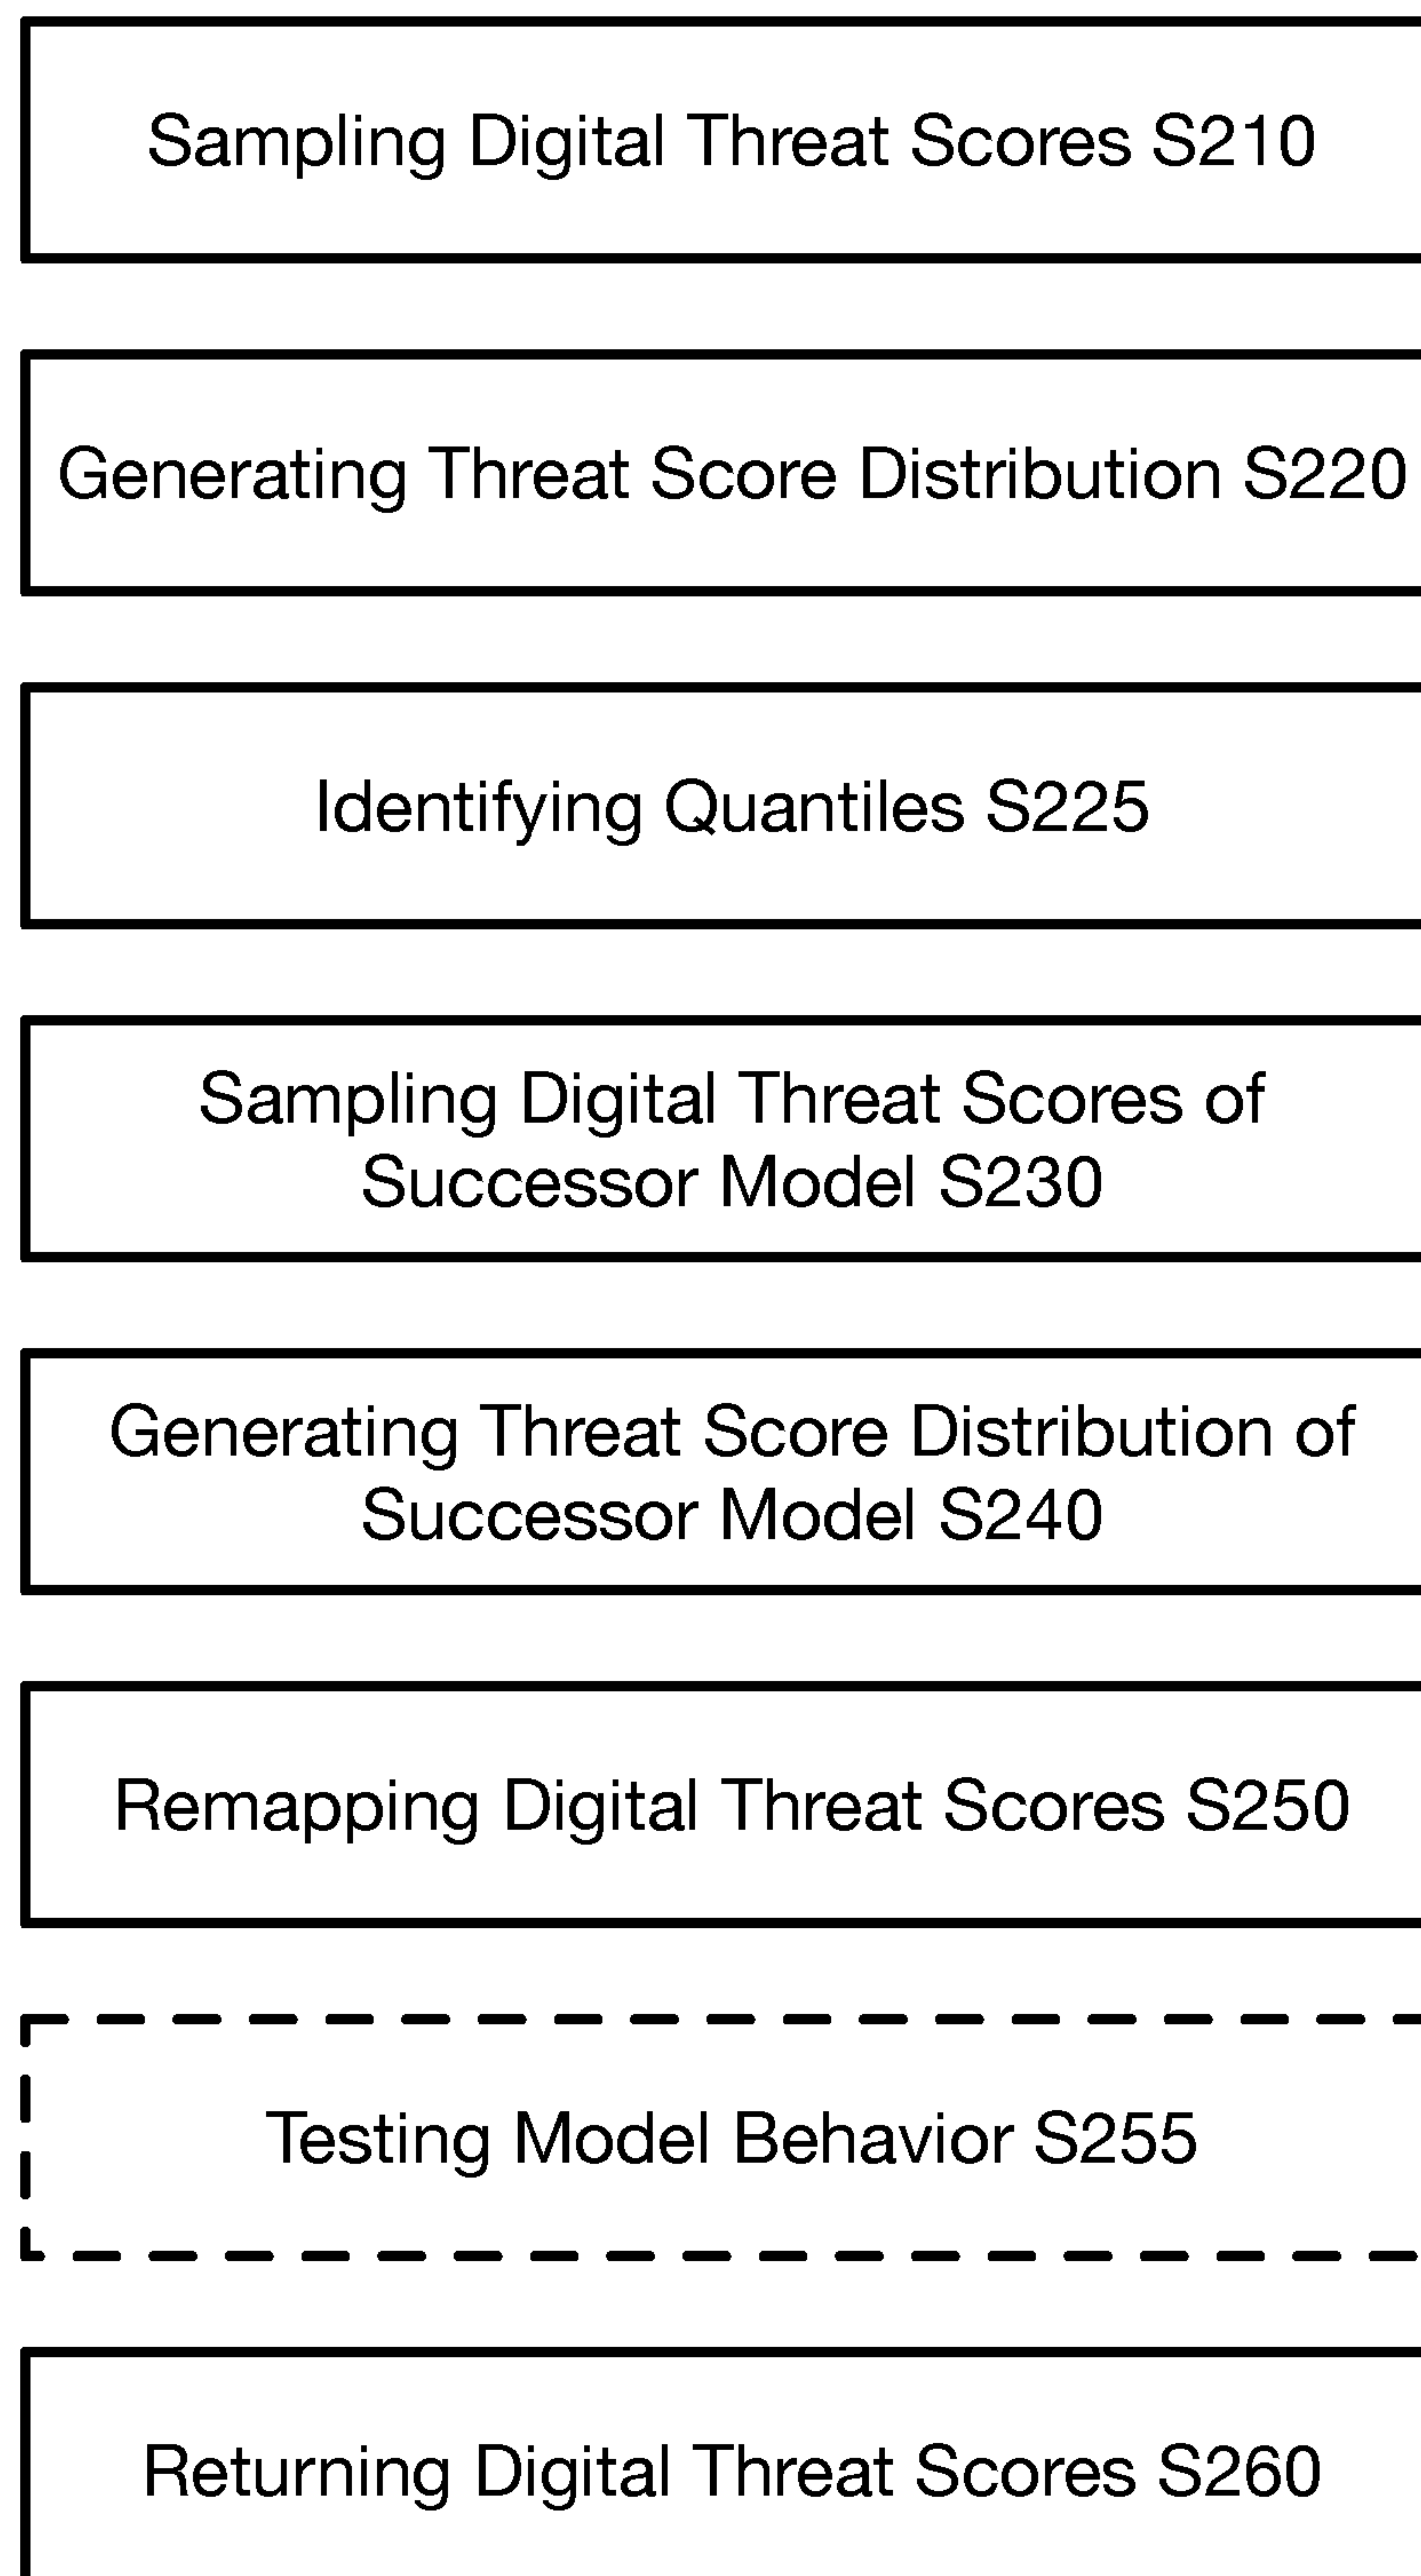 Sampling Digital Threat Scores S210
Generating Threat Score Distribution S220
Identifying Quantiles S225
Sampling Digital Threat Scores of
Successor Model S230
Generating Threat Score Distribution of
Successor Model S240
Remapping Digital Threat Scores S250
Testing Model Behavior S255
Returning Digital Threat Scores S260